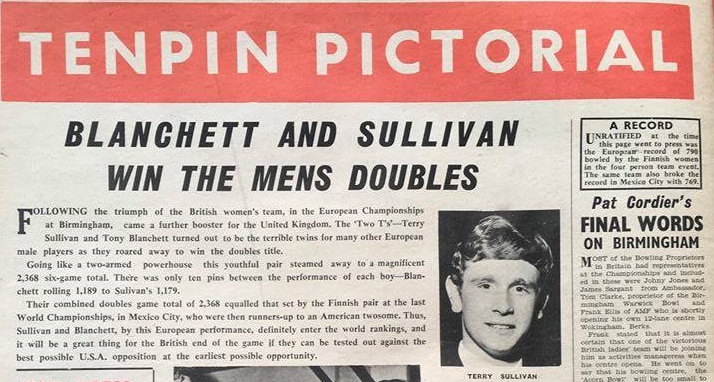 TENPIN PICTORIAL
BLANCHETT AND SULLIVAN
WIN THE MENS DOUBLES
FOLLOWING the triumph of the British women's team, in the European Championships
at Birmingham, came a further booster for the United Kingdom. The 'Two T's'—Terry
Sullivan and Tony Blanchett turned out to be the terrible twins for many other European
male players as they roared away to win the doubles title.
Going like a two-armed powerhouse this youthful pair steamed away to a magnificent
2,368 six-game total. There was only ten pins between the performance of each boy—Blan-
chett rolling 1,189 to Sulivan's 1,179.
Their combined doubles game total of 2,368 equalled that set by the Finnish pair at the last
World Championships, in Mexico City, who were then runners-up to an American twosome. Thus,
Sullivan and Blanchett, by this European performance, definitely enter the world rankings, and
it will be a great thing for the British end of the game if they can be tested out against the
best possible U.S.A. opposition at the earliest possible opportunity.
TERRY SULLIVAN
A RECORD
UNRATIFIED at the time
this page went to press was
the European record of 790
bowled by the Finnish women
in the four person team event.
The same team also broke the
record in Mexico City with 769.
Pat Cordier's
FINAL WORDS
ON BIRMINGHAM
MOST of the Bowling Proprietors
in Britain had representatives
at the Championships and includ-
ed in these were Johny Jones and
James Sargant from Ambassador,
Tom Clarke, proprietor of the Bir-
mingham Warwick Bowl and
Frank Ellis of AMF who is shortly
opening his own 12-lane centre in
Wokingham, Berks.
Frank stated that it is almost
certain that one of the victorious
British ladies' team will be joining
him as activities manageress when
his centre opens. He went on to
say that his bowling centre, the
'Acorn Bowl' will be too small to